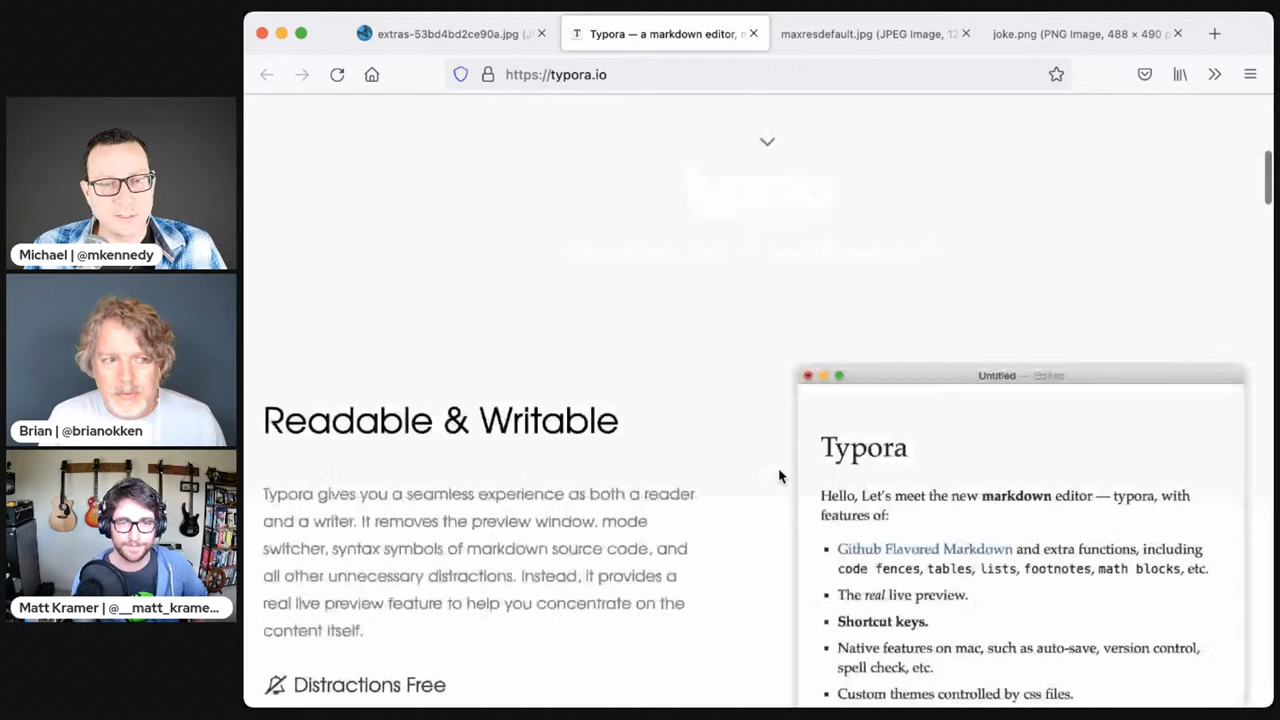 extras-53bd4bd2ce90a.jpg (J
Typora — a markdown editor,
maxresdefault.jpg (JPEG Image, 12
joke.png (PNG Image, 488 × 490 p
https://typora.io
Michael | @mkennedy
Brian | @brianokken
Matt Kramer | @__matt_krame...
Readable & Writable
Typora gives you a seamless experience as both a reader
and a writer. It removes the preview window, mode
switcher, syntax symbols of markdown source code, and
all other unnecessary distractions. Instead, it provides a
real live preview feature to help you concentrate on the
content itself.
Distractions Free
Untitled — Edited
Typora
Hello, Let's meet the new markdown editor — typora, with
features of:
▪ Github Flavored Markdown and extra functions, including
code fences, tables, lists, footnotes, math blocks, etc.
▪ The real live preview.
▪ Shortcut keys.
▪ Native features on mac, such as auto-save, version control,
spell check, etc.
▪ Custom themes controlled by css files.